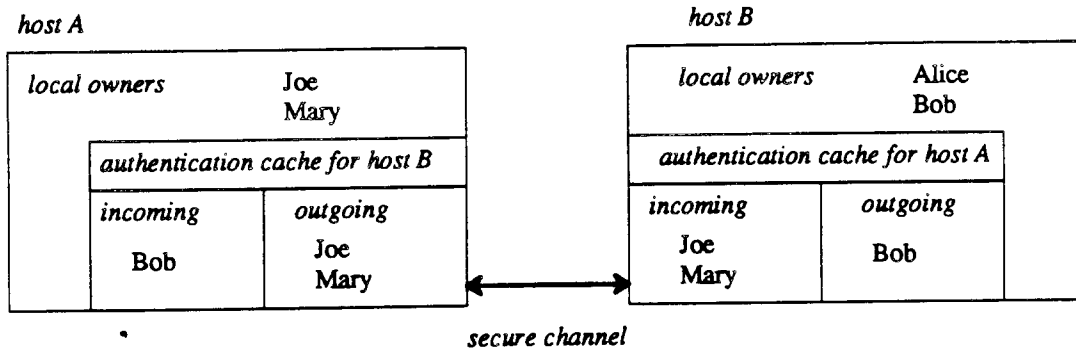 host A
local owners Joe
Mary
authentication cache for host B
incoming outgoing
Bob Joe
Mary
host B
local owners Alice
Bob
authentication cache for host A
incoming outgoing
Joe Bob
Mary
secure channel